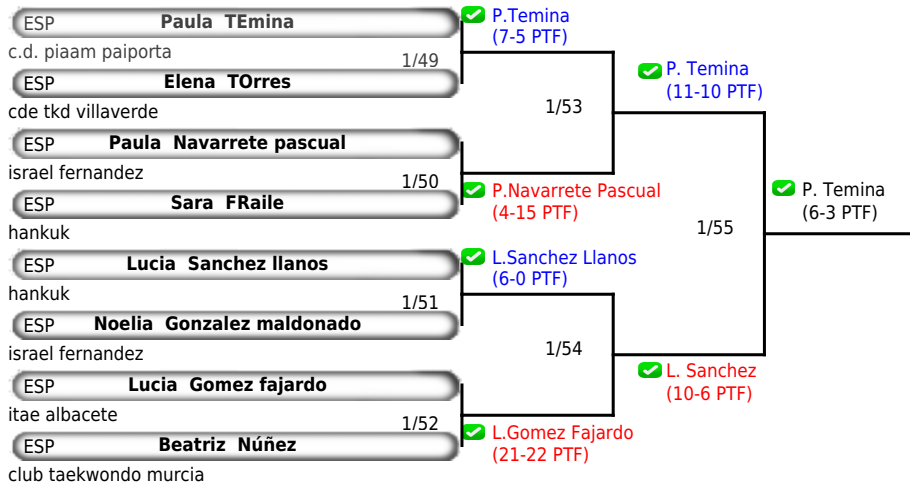 ESP Paula TEmina
c.d. piaam paiporta
1/49
ESP Elena TOrres
cde tkd villaverde
ESP Paula Navarrete pascual
israel fernandez
1/50
ESP Sara FRaile
hankuk
ESP Lucia Sanchez llanos
hankuk
1/51
ESP Noelia Gonzalez maldonado
israel fernandez
ESP Lucia Gomez fajardo
itae albacete
1/52
ESP Beatriz Núñez
club taekwondo murcia
P.Temina
(7-5 PTF)
1/53
P.Navarrete Pascual
(4-15 PTF)
L.Sanchez Llanos
(6-0 PTF)
1/54
L.Gomez Fajardo
(21-22 PTF)
P. Temina
(11-10 PTF)
1/55
L. Sanchez
(10-6 PTF)
P. Temina
(6-3 PTF)